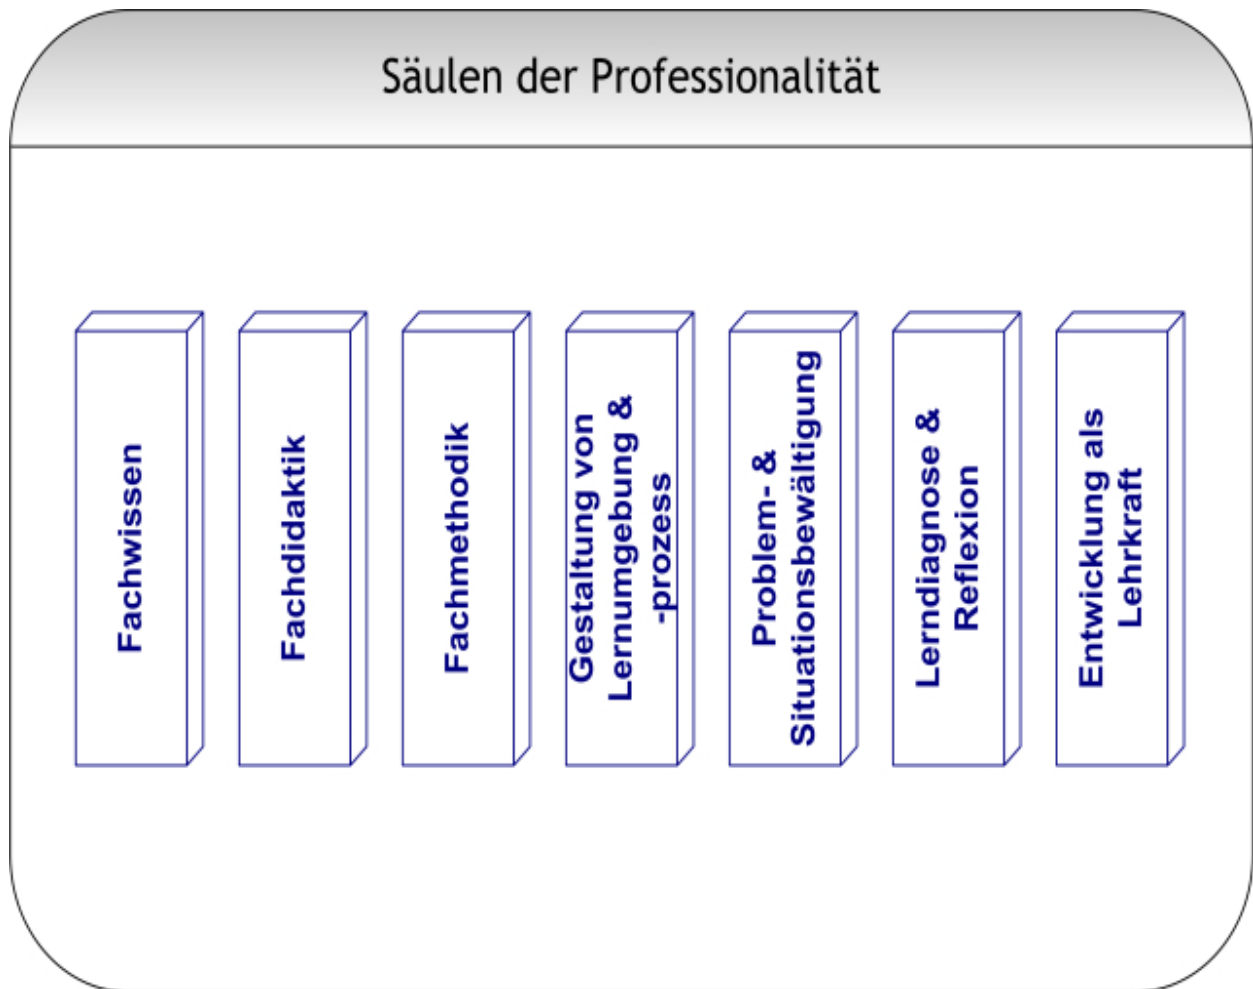 Säulen der Professionalität
Fachwissen
Fachdidaktik
Fachmethodik
Gestaltung von
Lernumgebung &
-prozess
Problem- &
Situationsbewältigung
Lerndiagnose &
Reflexion
Entwicklung als
Lehrkraft